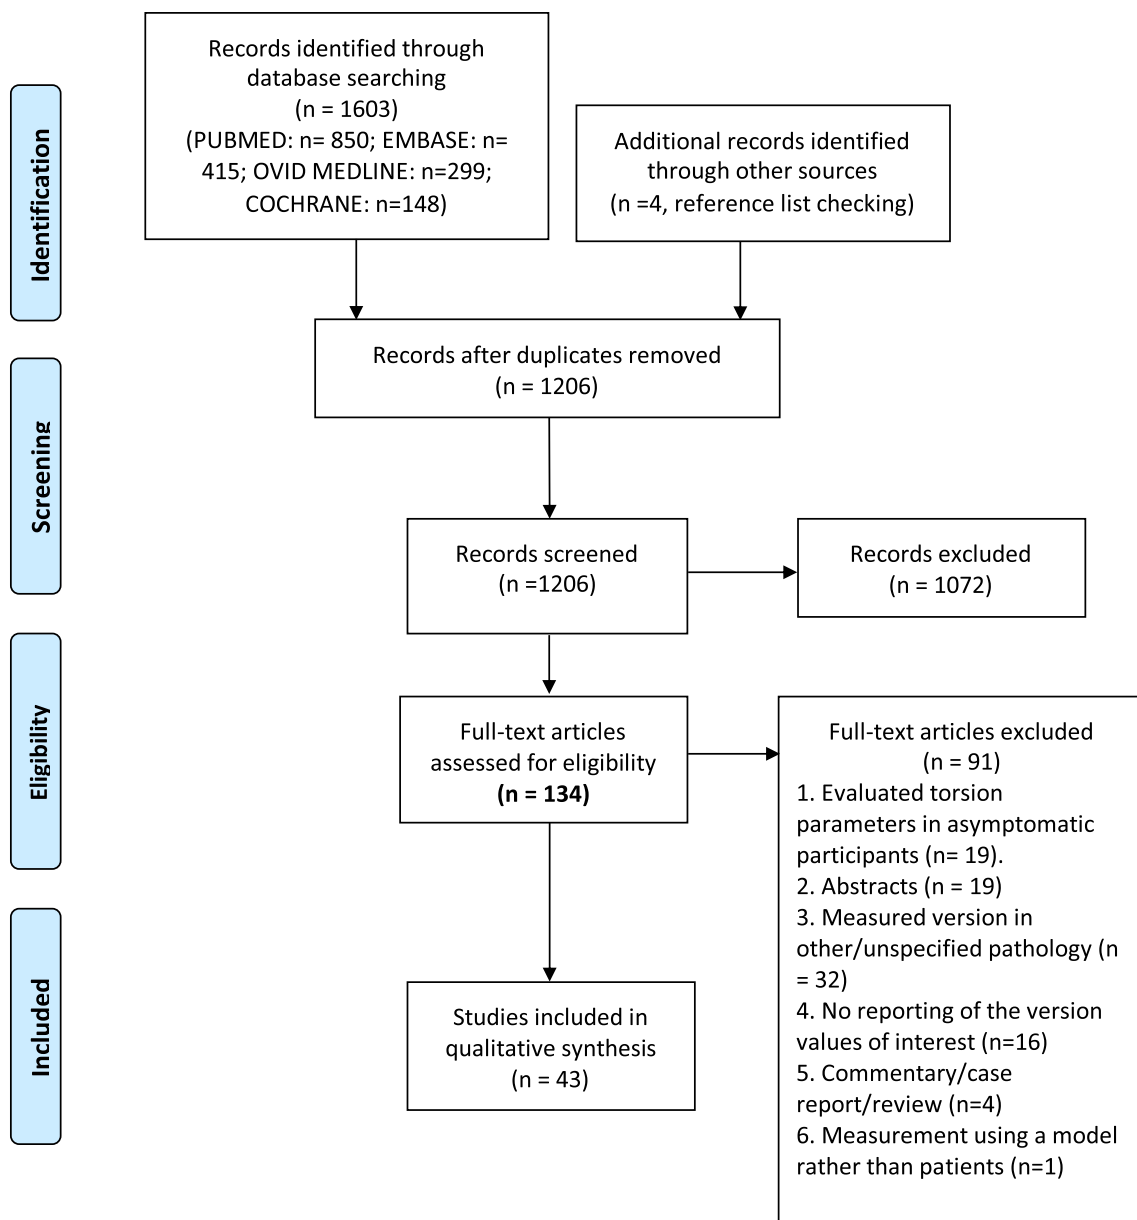 Identification
Records identified through
database searching
(n = 1603)
(PUBMED: n= 850; EMBASE: n=
415; OVID MEDLINE: n=299;
COCHRANE: n=148)
Additional records identified
through other sources
(n =4, reference list checking)
Records after duplicates removed
(n = 1206)
Screening
Records screened
(n =1206)
Records excluded
(n = 1072)
Eligibility
Full-text articles
assessed for eligibility
(n = 134)
Full-text articles excluded
(n = 91)
1. Evaluated torsion
parameters in asymptomatic
participants (n= 19).
2. Abstracts (n = 19)
3. Measured version in
other/unspecified pathology (n
= 32)
4. No reporting of the version
values of interest (n=16)
5. Commentary/case
report/review (n=4)
6. Measurement using a model
rather than patients (n=1)
Included
Studies included in
qualitative synthesis
(n = 43)